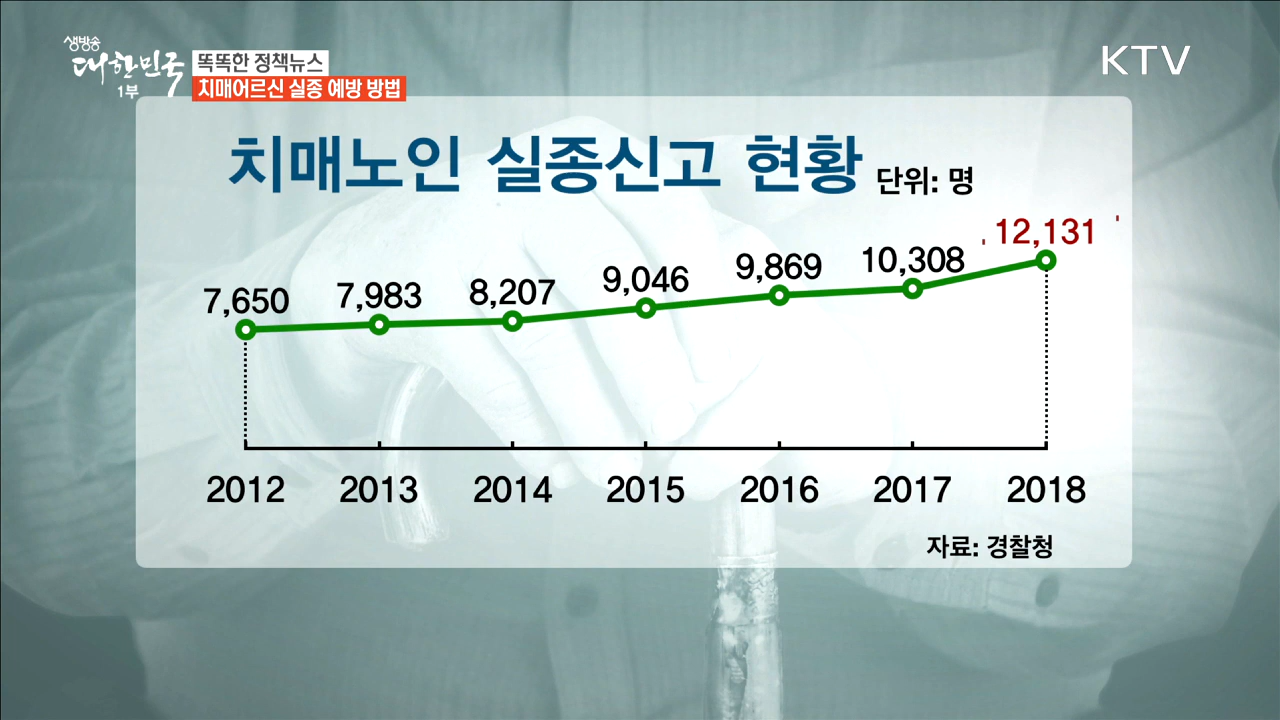 생방송
대한민국
1부
똑똑한 정책뉴스
치매어르신 실종 예방 방법
KTV
치매노인 실종신고 현황 단위: 명
7,650 7,983 8,207 9,046 9,869 10,308 12,131
2012 2013 2014 2015 2016 2017 2018
자료: 경찰청